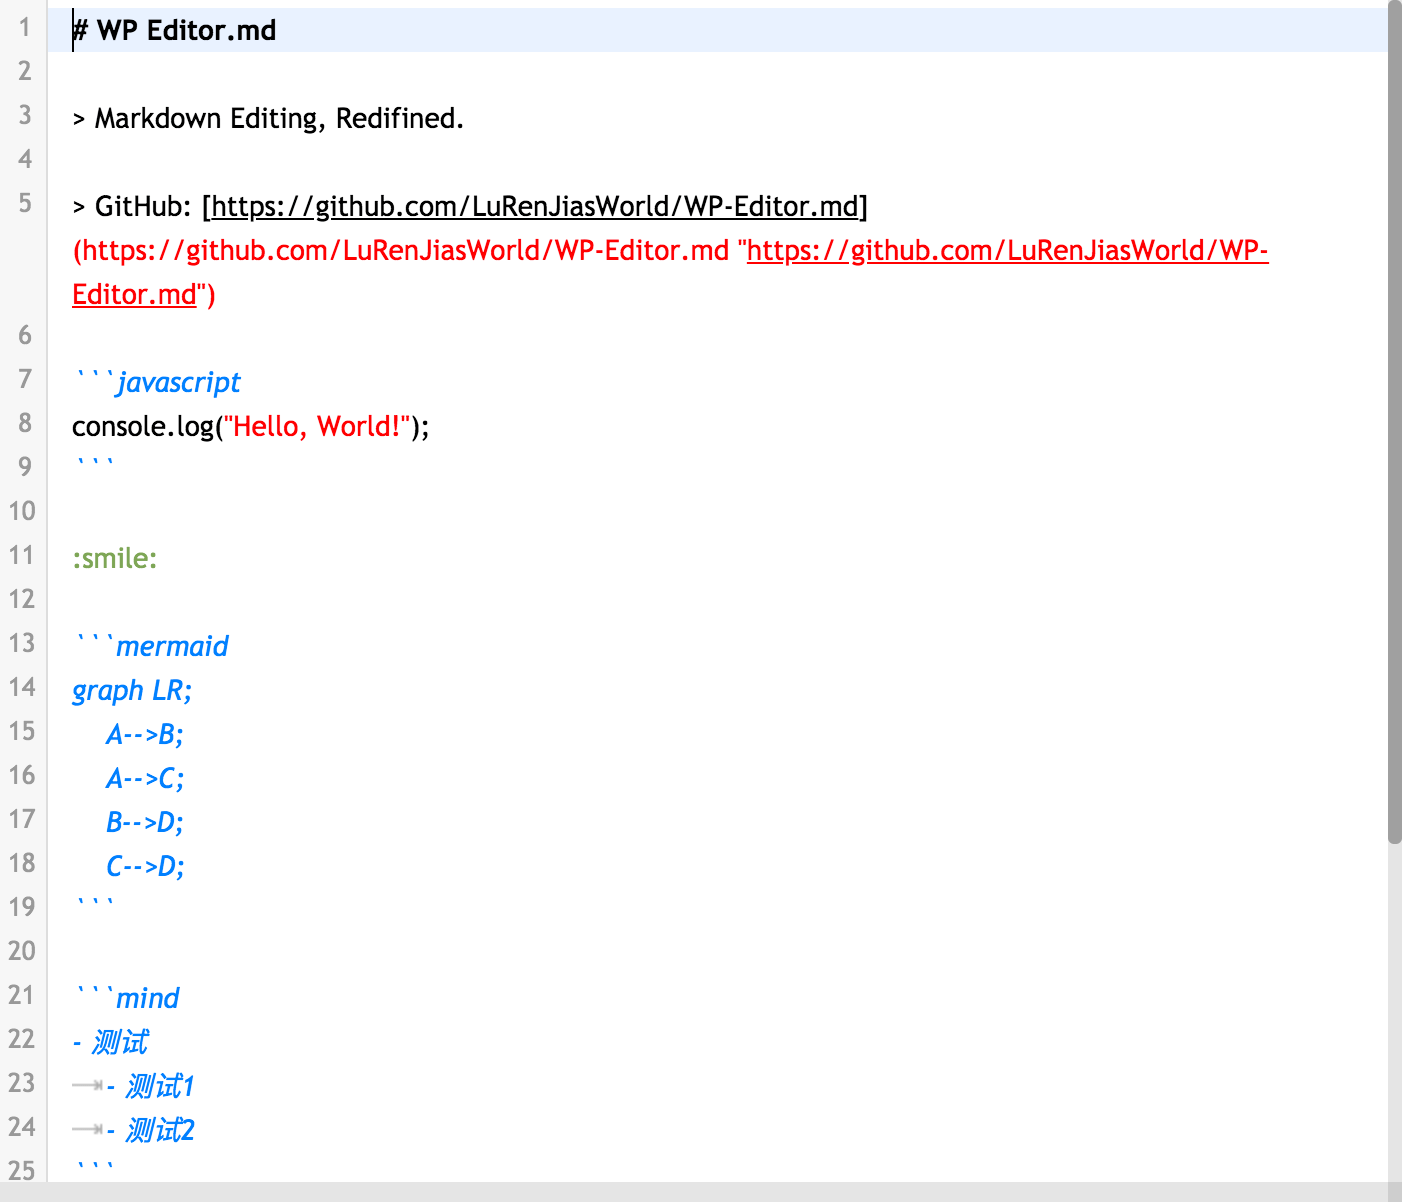 1 # WP Editor.md
2
3 > Markdown Editing, Redifined.
4
5 > GitHub: [https://github.com/LuRenJiasWorld/WP-Editor.md]
(https://github.com/LuRenJiasWorld/WP-Editor.md "https://github.com/LuRenJiasWorld/WP-
Editor.md")
6
7 ```javascript
8 console.log("Hello, World!");
9 ```
10
11 :smile:
12
13 ```mermaid
14 graph LR;
15     A-->B;
16     A-->C;
17     B-->D;
18     C-->D;
19 ```
20
21 ```mind
22 - 测试
23 	- 测试1
24 	- 测试2
25 ```